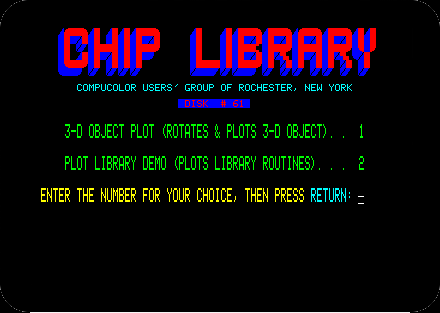 CHIP LIBRARY
COMPUCOLOR USERS' GROUP OF ROCHESTER, NEW YORK
DISK # 61
3-D OBJECT PLOT (ROTATES & PLOTS 3-D OBJECT). . 1
PLOT LIBRARY DEMO (PLOTS LIBRARY ROUTINES). . . 2
ENTER THE NUMBER FOR YOUR CHOICE, THEN PRESS RETURN: _